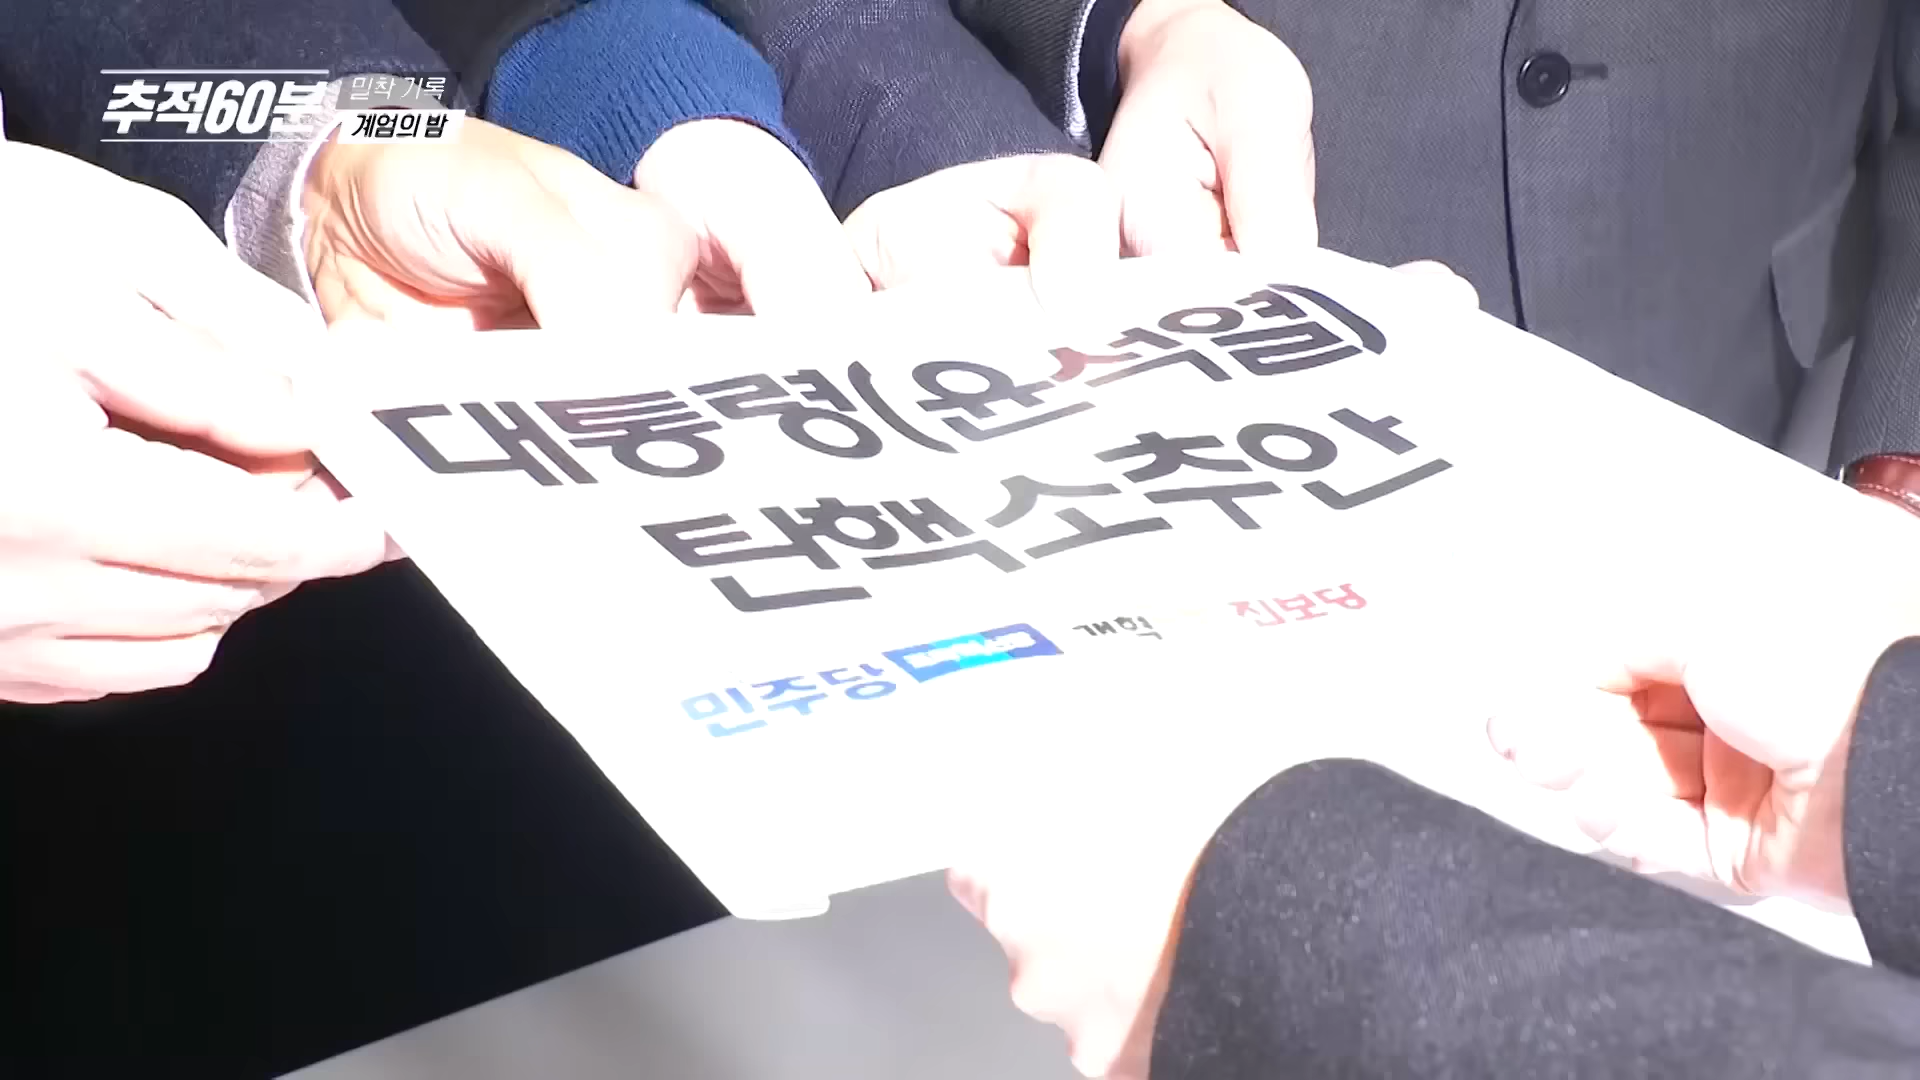 추적60분
밀착 기록
계엄의 밤
대통령(윤석열)
탄핵소추안
민주당 개혁 진보당